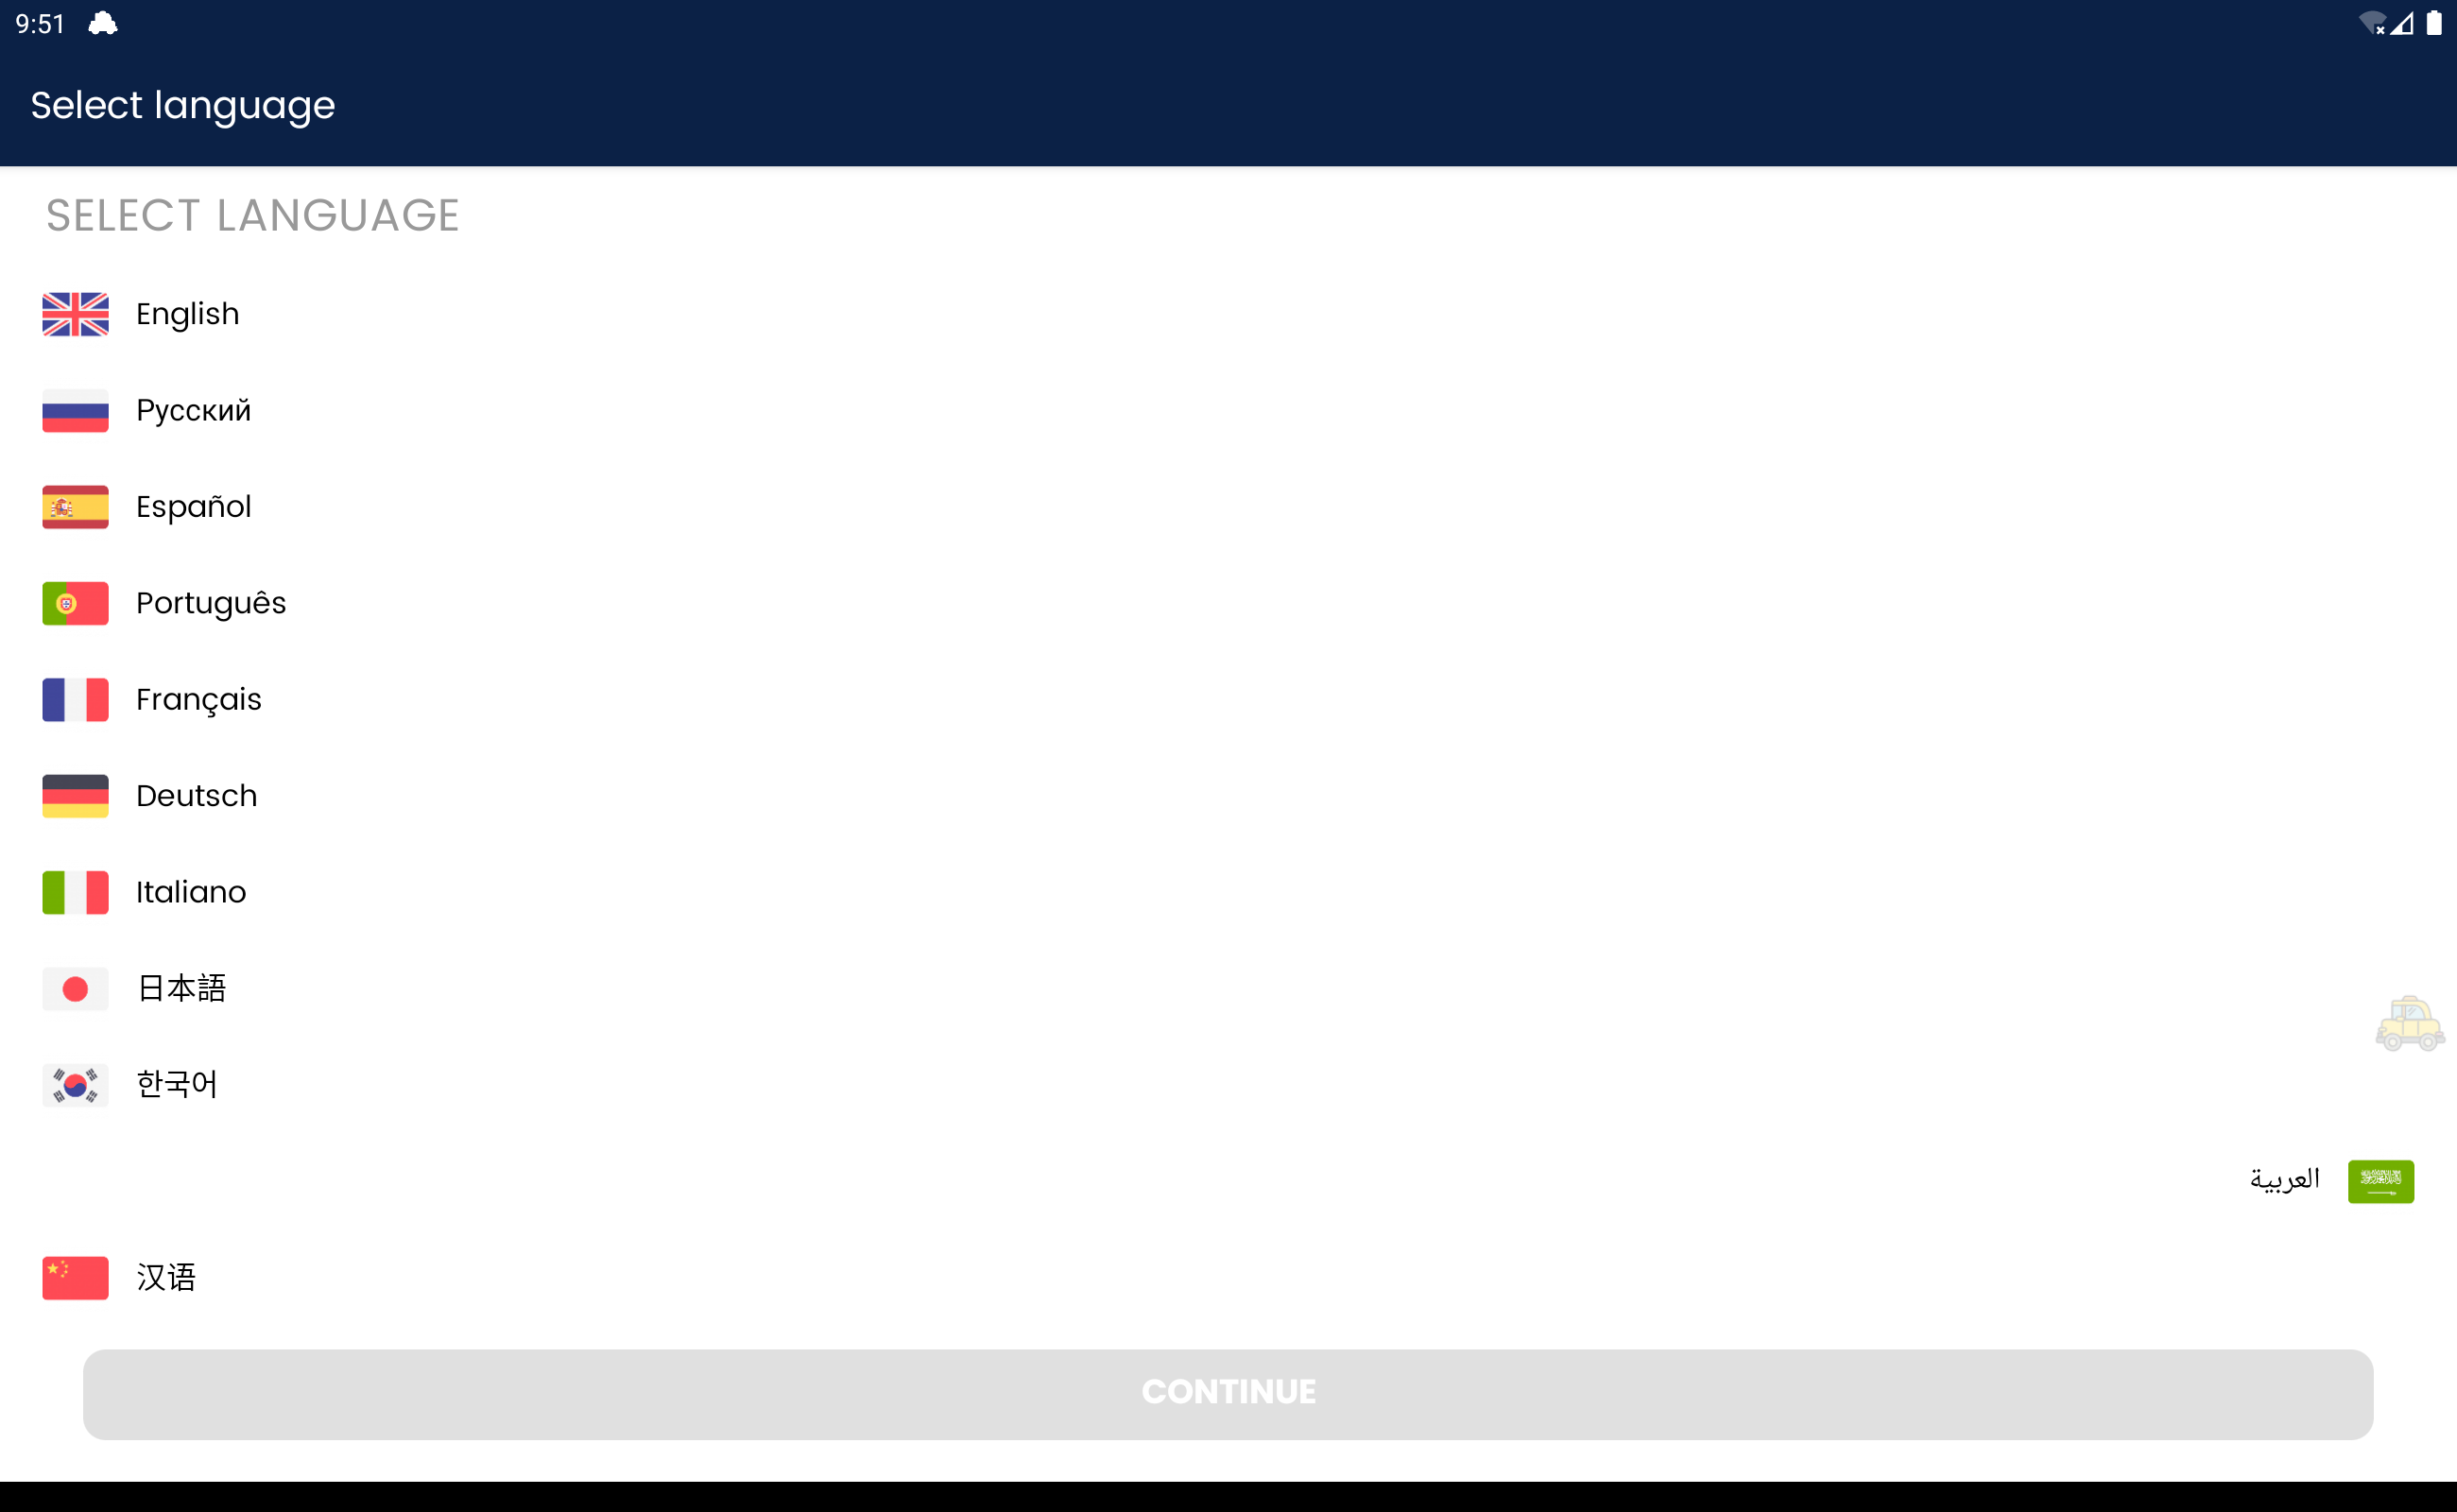 9:51
Select language
SELECT LANGUAGE
English
Русский
Español
Português
Français
Deutsch
Italiano
日本語
한국어
العربية
汉语
CONTINUE